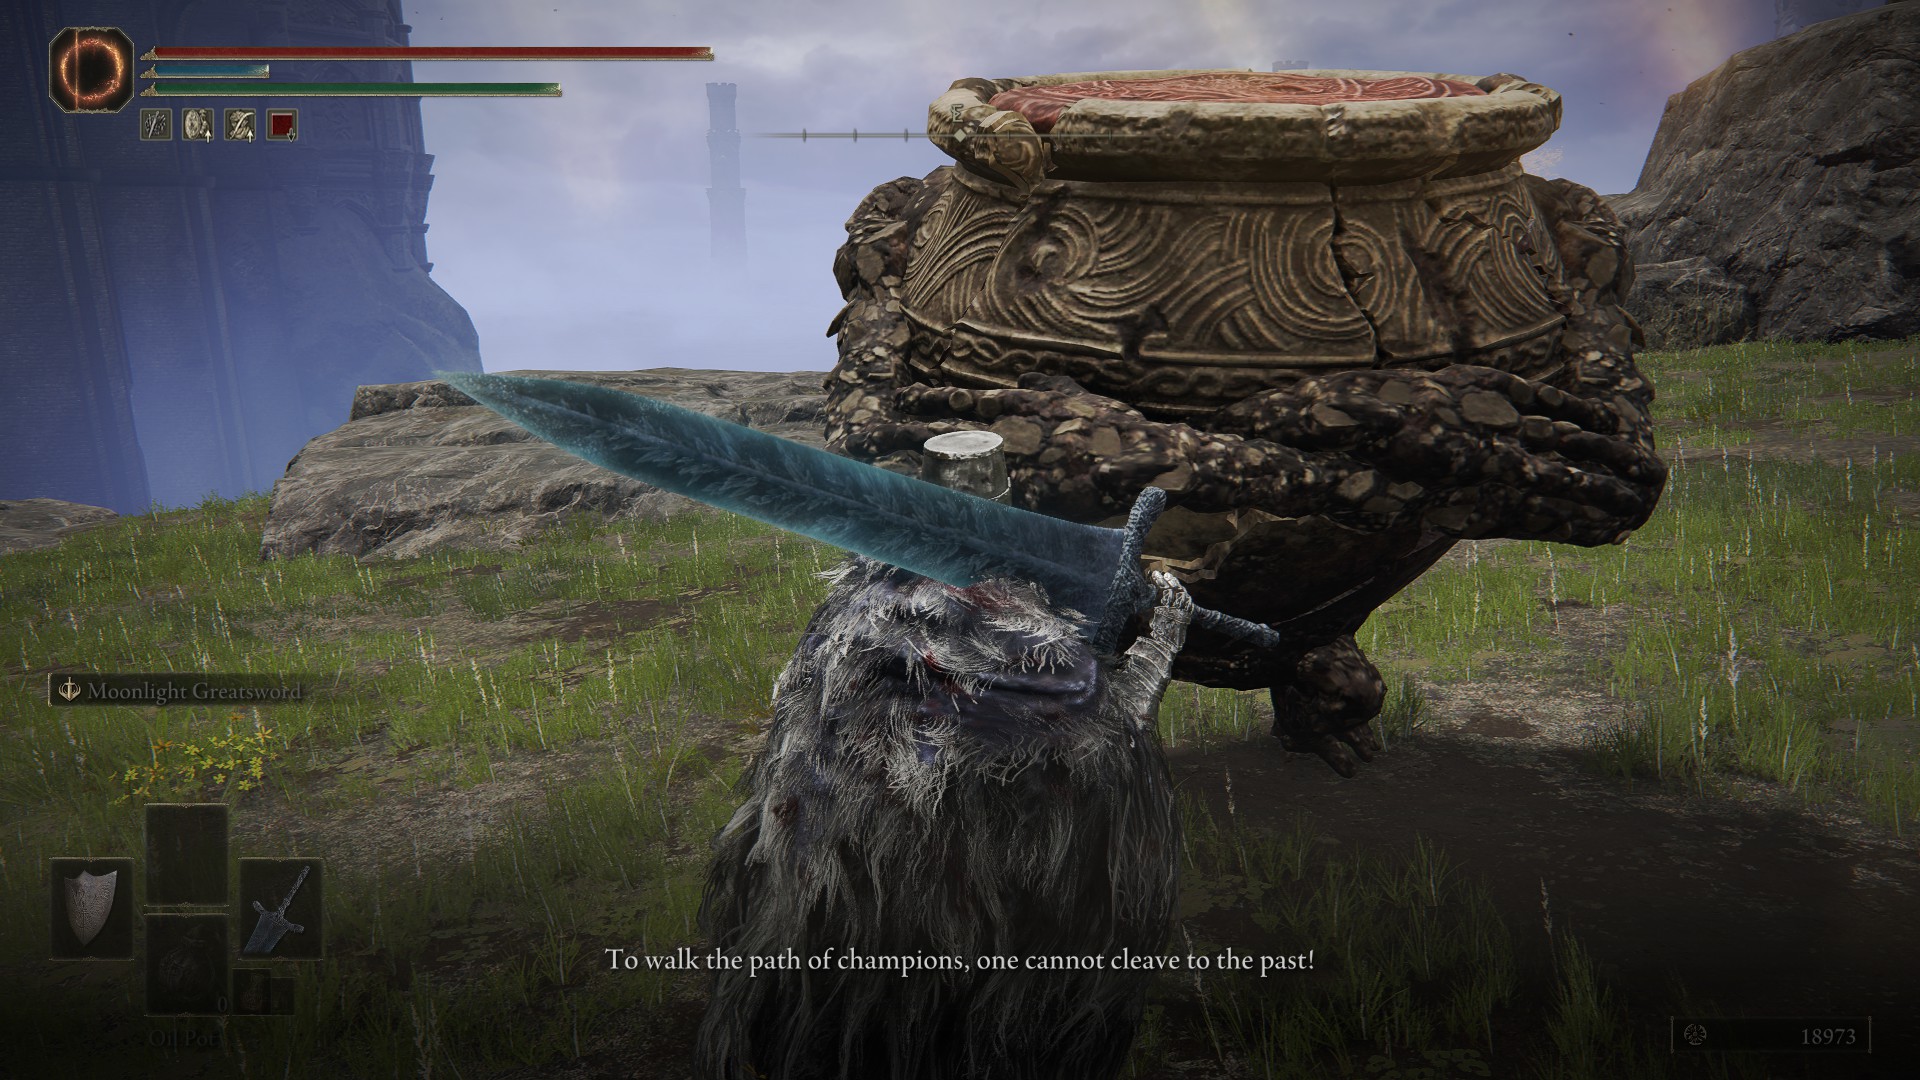 E
Moonlight Greatsword
To walk the path of champions, one cannot cleave to the past!
0
Oil Pot
18973